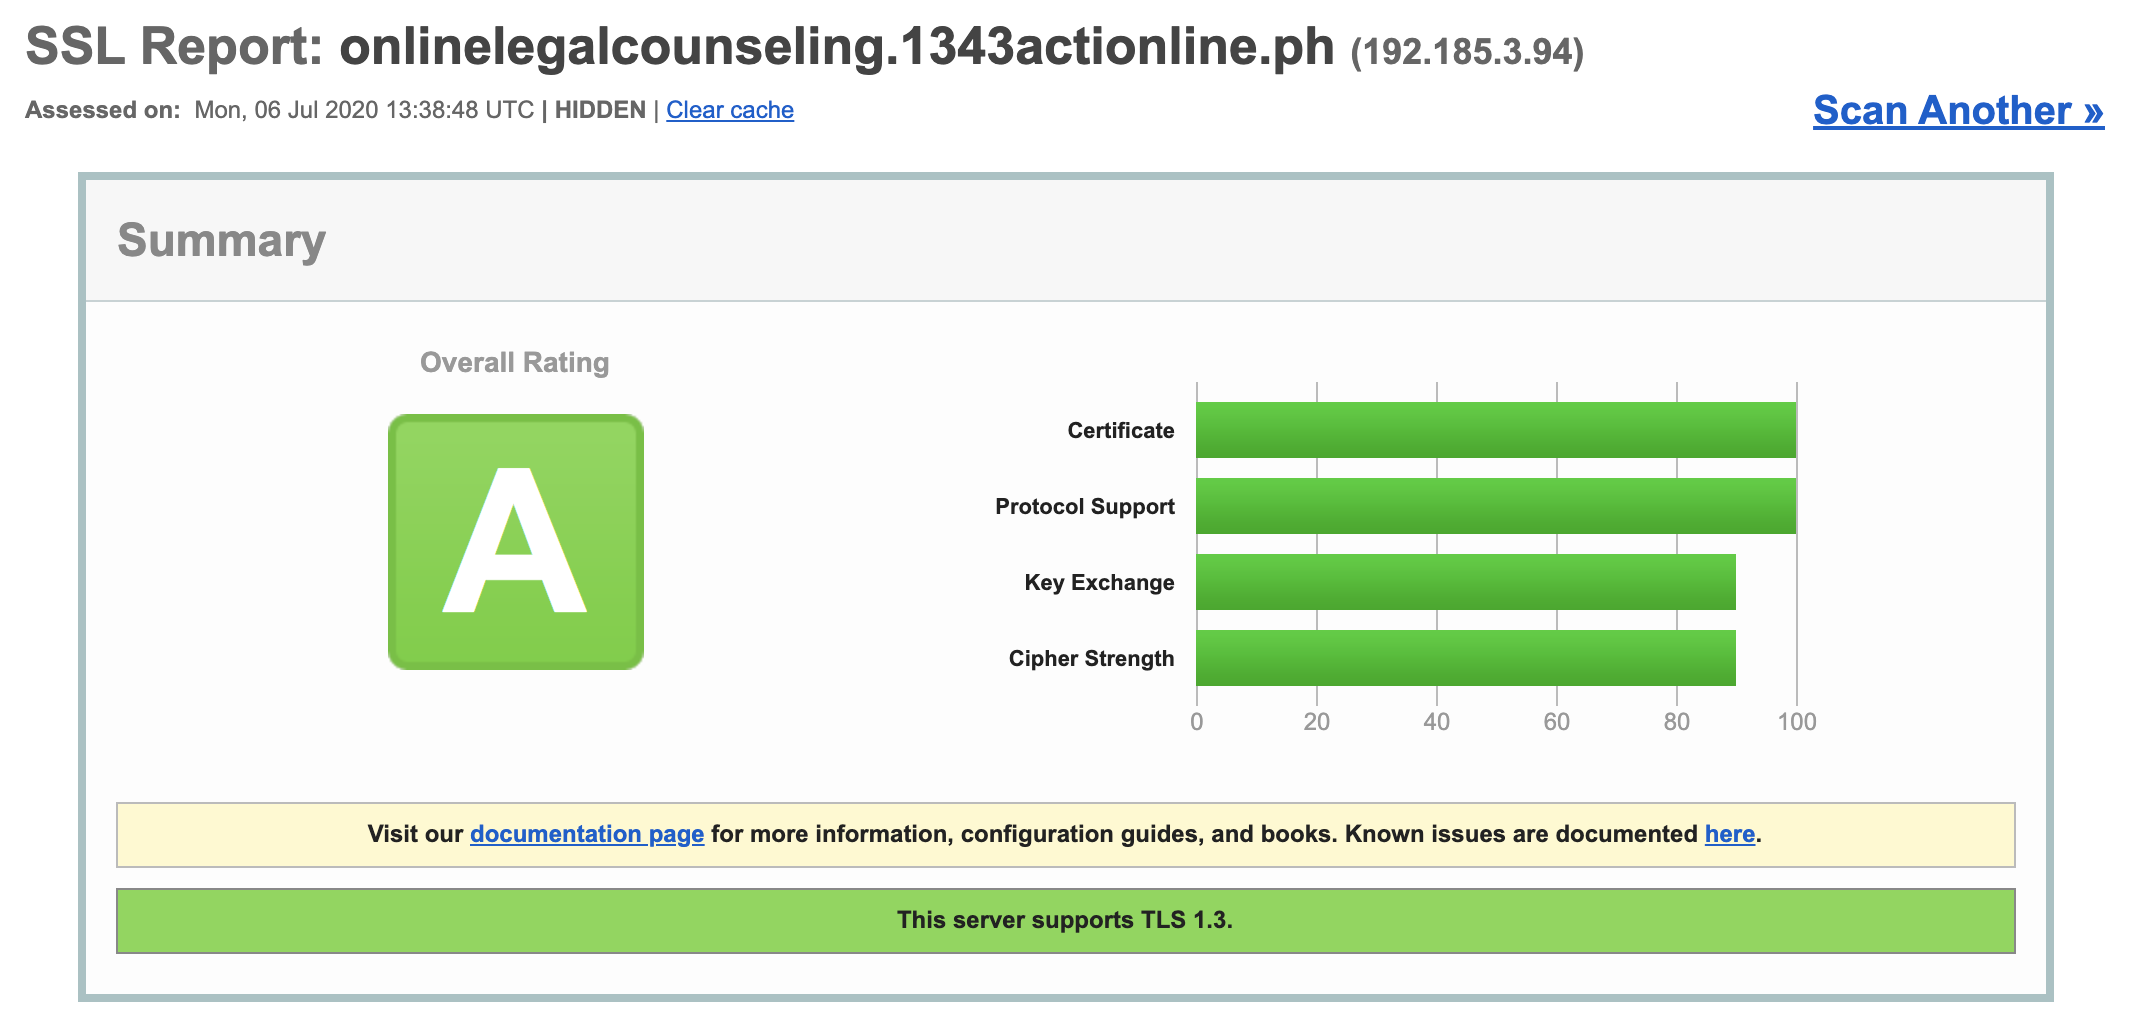 SSL Report: onlinelegalcounseling.1343actionline.ph (192.185.3.94)
Assessed on: Mon, 06 Jul 2020 13:38:48 UTC | HIDDEN | Clear cache
Scan Another »
Summary
Overall Rating
A
Certificate
Protocol Support
Key Exchange
Cipher Strength
0 20 40 60 80 100
Visit our documentation page for more information, configuration guides, and books. Known issues are documented here.
This server supports TLS 1.3.